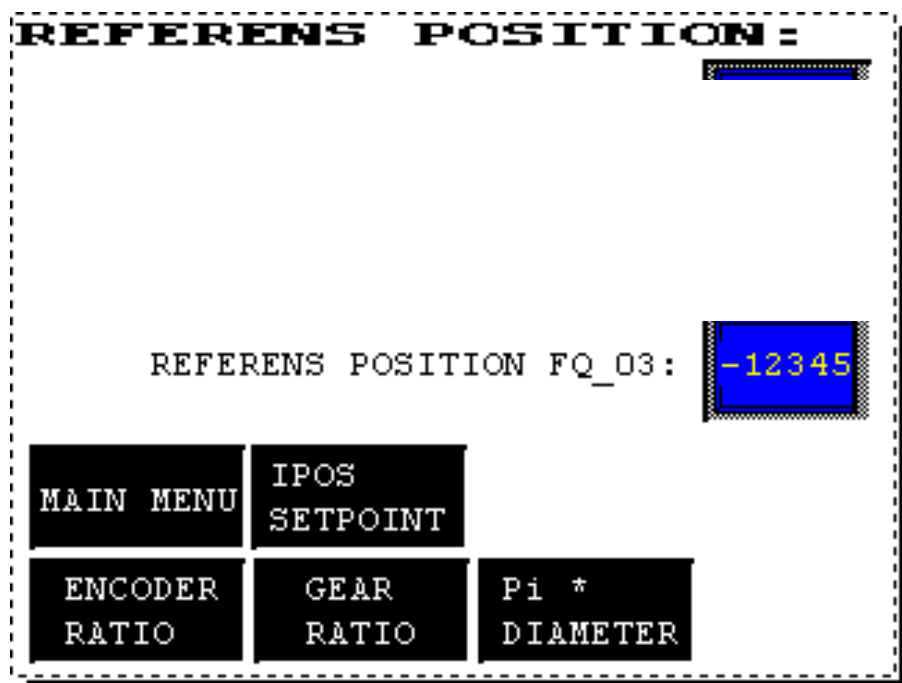 REFERENS POSITION:
REFERENS POSITION FQ_03: -12345
MAIN MENU
IPOS
SETPOINT
ENCODER
RATIO
GEAR
RATIO
Pi *
DIAMETER